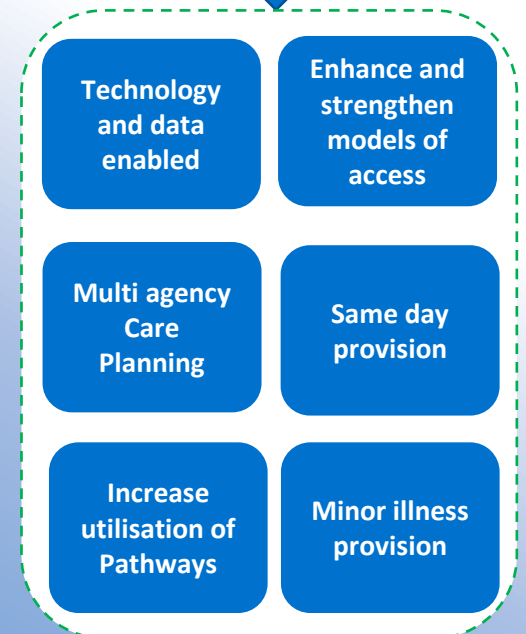 Technology
and data
enabled
Enhance and
strengthen
models of
access
Multi agency
Care
Planning
Same day
provision
Increase
utilisation of
Pathways
Minor illness
provision